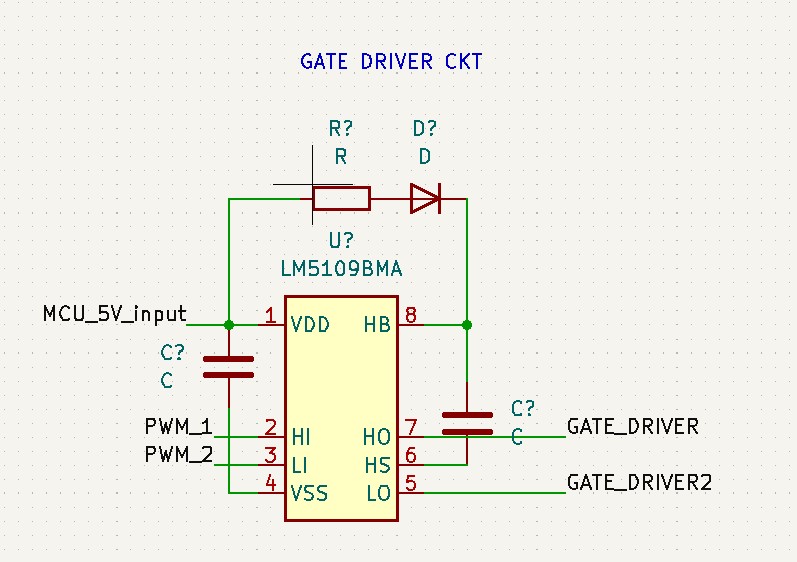 GATE DRIVER CKT
R?
R
D?
D
U?
LM5109BMA
MCU_5V_input
1
VDD
HB
8
C?
C
PWM_1
2
HI
HO
7
C?
C
GATE_DRIVER
PWM_2
3
LI
HS
6
4
VSS
LO
5
GATE_DRIVER2